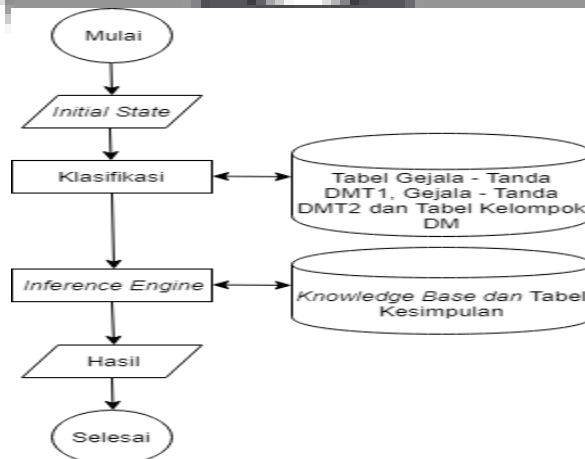 Mulai
Initial State
Klasifikasi
Tabel Gejala - Tanda
DMT1, Gejala - Tanda
DMT2 dan Tabel Kelompok
DM
Inference Engine
Knowledge Base dan Tabel
Kesimpulan
Hasil
Selesai